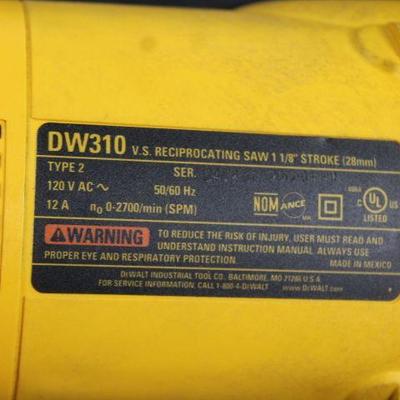 DW310 V.S. RECIPROCATING SAW 1 1/8" STROKE (28mm)
TYPE 2 SER.
120 V AC ~ 50/60 Hz
12 A n₀ 0-2700/min (SPM)
NOM ANCE
C UL
LISTED
WARNING TO REDUCE THE RISK OF INJURY, USER MUST READ AND
UNDERSTAND INSTRUCTION MANUAL. ALWAYS USE
PROPER EYE AND RESPIRATORY PROTECTION. MADE IN MEXICO
DEWALT INDUSTRIAL TOOL CO. BALTIMORE, MD 21286 U.S.A.
FOR SERVICE INFORMATION, CALL 1-800-4-DEWALT www.DEWALT.com